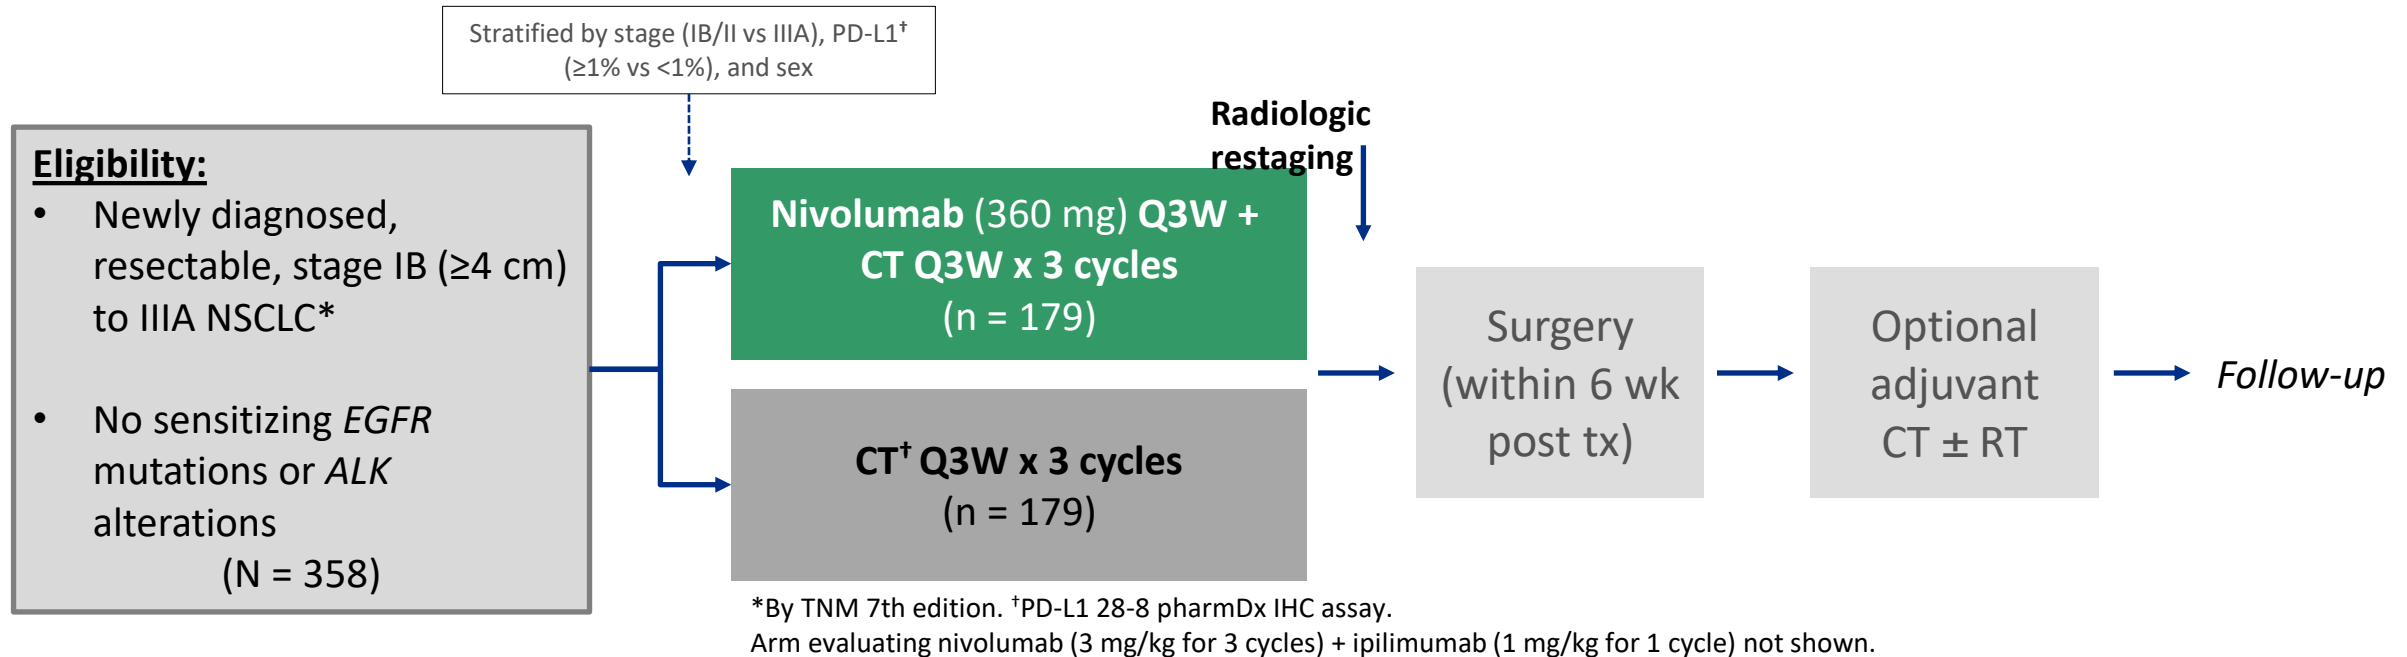 Stratified by stage (IB/II vs IIIA), PD-L1†
(≥1% vs <1%), and sex
Eligibility:
• Newly diagnosed,
resectable, stage IB (≥4 cm)
to IIIA NSCLC*
• No sensitizing EGFR
mutations or ALK
alterations
(N = 358)
Nivolumab (360 mg) Q3W +
CT Q3W x 3 cycles
(n = 179)
CT† Q3W x 3 cycles
(n = 179)
Radiologic
restaging
Surgery
(within 6 wk
post tx)
Optional
adjuvant
CT ± RT
Follow-up
*By TNM 7th edition. †PD-L1 28-8 pharmDx IHC assay.
Arm evaluating nivolumab (3 mg/kg for 3 cycles) + ipilimumab (1 mg/kg for 1 cycle) not shown.